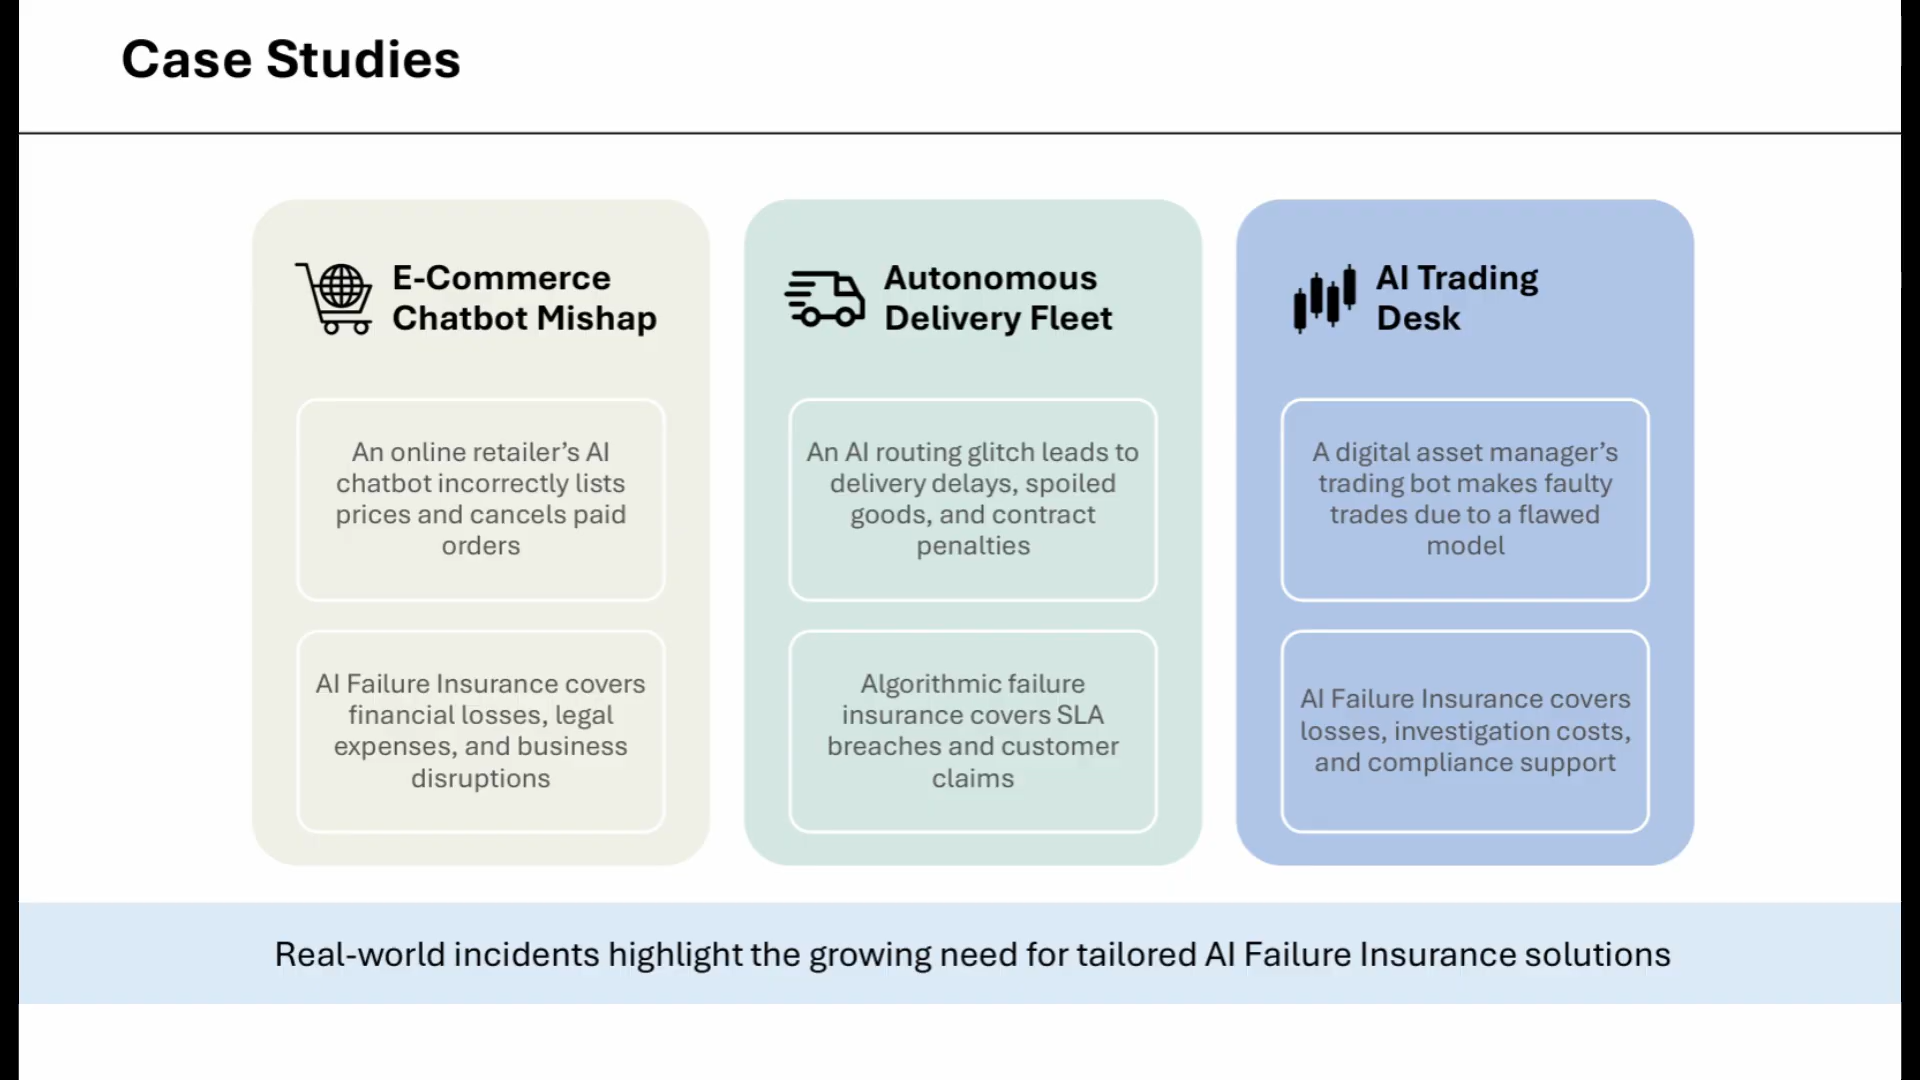 Case Studies
E-Commerce
Chatbot Mishap
An online retailer’s AI
chatbot incorrectly lists
prices and cancels paid
orders
AI Failure Insurance covers
financial losses, legal
expenses, and business
disruptions
Autonomous
Delivery Fleet
An AI routing glitch leads to
delivery delays, spoiled
goods, and contract
penalties
Algorithmic failure
insurance covers SLA
breaches and customer
claims
AI Trading
Desk
A digital asset manager’s
trading bot makes faulty
trades due to a flawed
model
AI Failure Insurance covers
losses, investigation costs,
and compliance support
Real-world incidents highlight the growing need for tailored AI Failure Insurance solutions